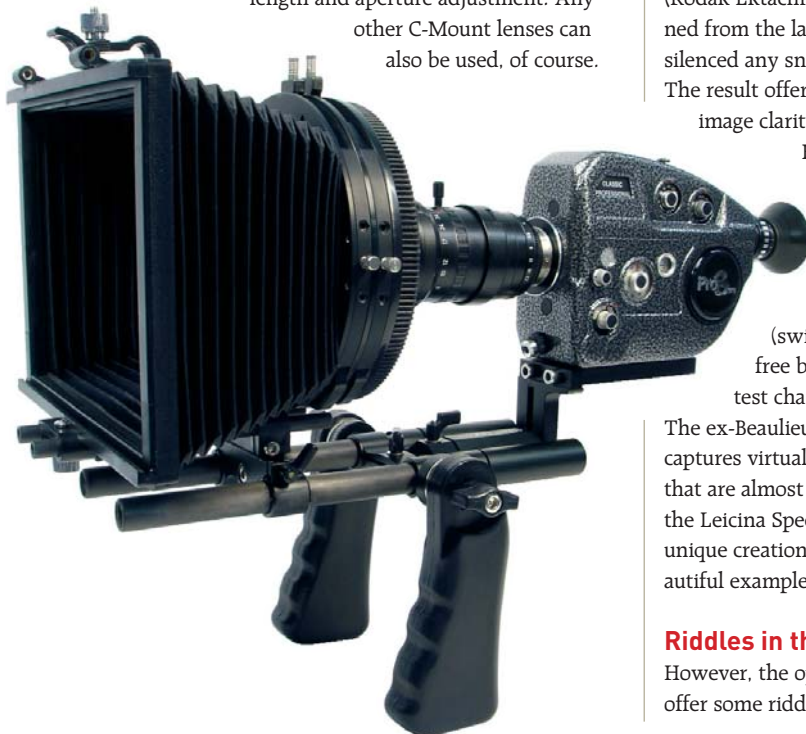 length and aperture adjustment. Any
other C-Mount lenses can
also be used, of course.
CLASSIC
PROFESSIONAL
(Kodak Ektach
ned from the la
silenced any sn
The result offer
image clarit
(swi
free b
test cha
The ex-Beaulieu
captures virtual
that are almost
the Leicina Spe
unique creation
autiful example
Riddles in th
However, the o
offer some ridd